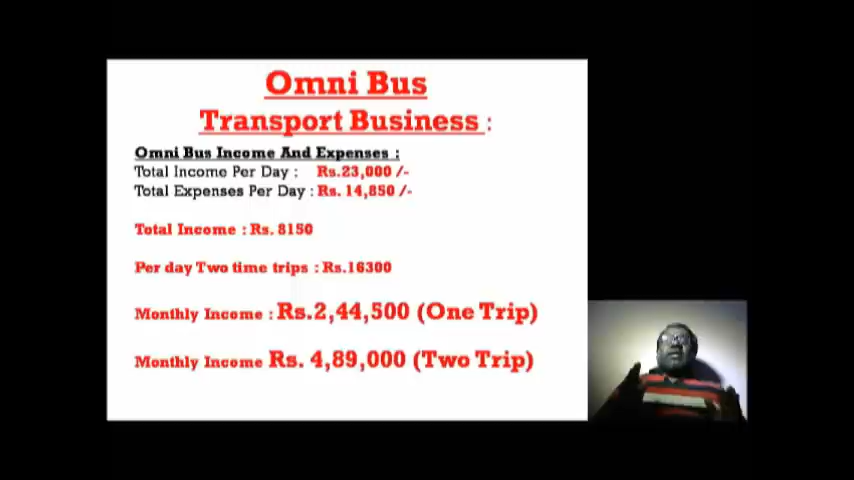 Omni Bus
Transport Business :
Omni Bus Income And Expenses :
Total Income Per Day : Rs.23,000 /-
Total Expenses Per Day : Rs. 14,850 /-
Total Income : Rs. 8150
Per day Two time trips : Rs.16300
Monthly Income : Rs.2,44,500 (One Trip)
Monthly Income Rs. 4,89,000 (Two Trip)